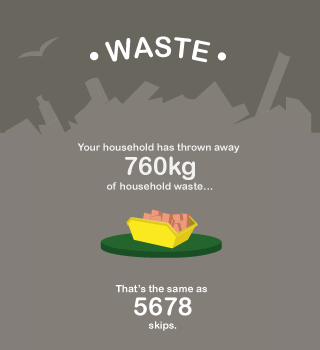 • WASTE •
Your household has thrown away
760kg
of household waste...
That's the same as
5678
skips.